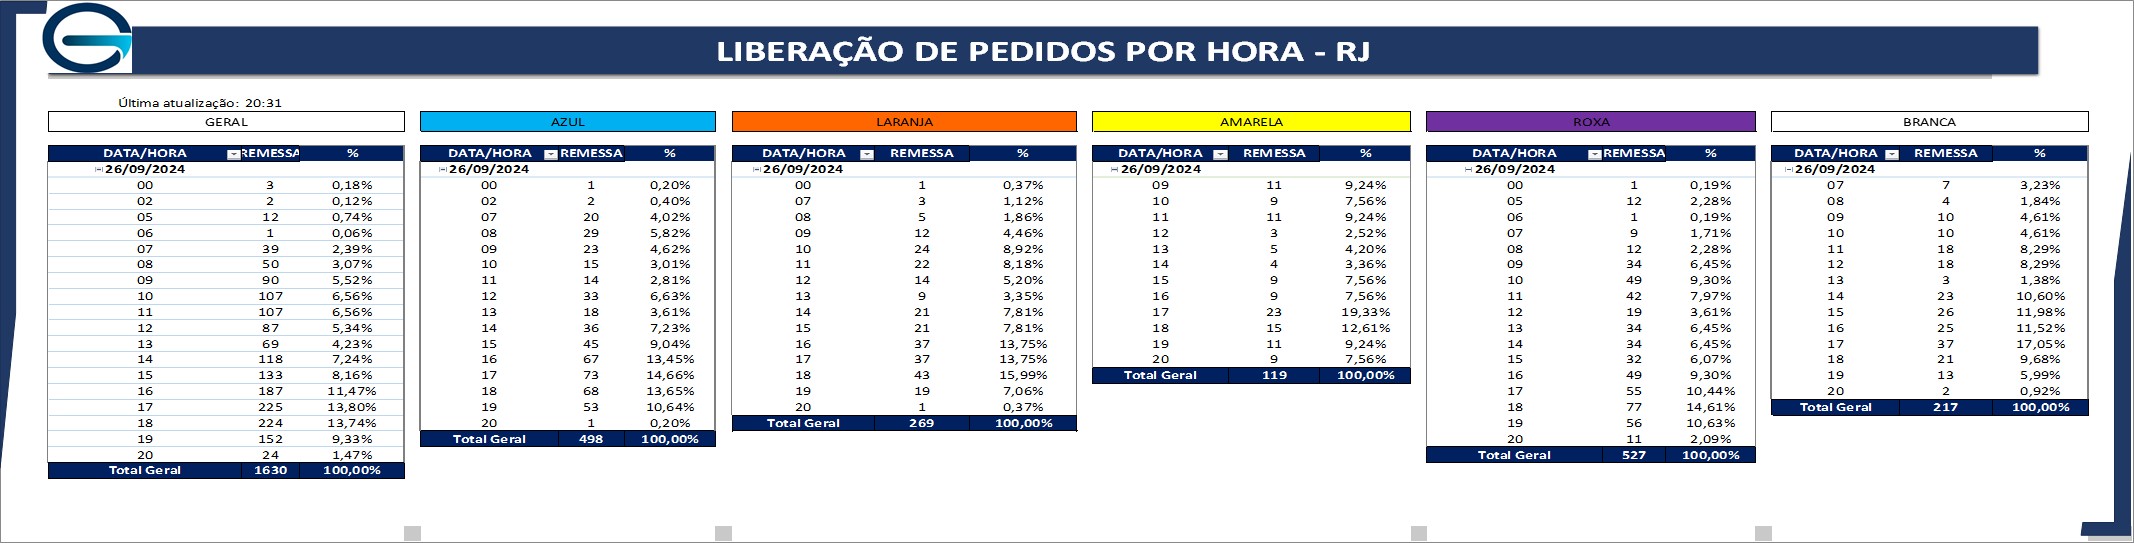 LIBERAÇÃO DE PEDIDOS POR HORA - RJ
Última atualização: 20:31
GERAL
DATA/HORA REMESSA %
26/09/2024
00 3 0,18%
02 2 0,12%
05 12 0,74%
06 1 0,06%
07 39 2,39%
08 50 3,07%
09 90 5,52%
10 107 6,56%
11 107 6,56%
12 87 5,34%
13 69 4,23%
14 118 7,24%
15 133 8,16%
16 187 11,47%
17 225 13,80%
18 224 13,74%
19 152 9,33%
20 24 1,47%
Total Geral 1630 100,00%
AZUL
DATA/HORA REMESSA %
26/09/2024
00 1 0,20%
02 2 0,40%
07 20 4,02%
08 29 5,82%
09 23 4,62%
10 15 3,01%
11 14 2,81%
12 33 6,63%
13 18 3,61%
14 36 7,23%
15 45 9,04%
16 67 13,45%
17 73 14,66%
18 68 13,65%
19 53 10,64%
20 1 0,20%
Total Geral 498 100,00%
LARANJA
DATA/HORA REMESSA %
26/09/2024
00 1 0,37%
07 3 1,12%
08 5 1,86%
09 12 4,46%
10 24 8,92%
11 22 8,18%
12 14 5,20%
13 9 3,35%
14 21 7,81%
15 21 7,81%
16 37 13,75%
17 37 13,75%
18 43 15,99%
19 19 7,06%
20 1 0,37%
Total Geral 269 100,00%
AMARELA
DATA/HORA REMESSA %
26/09/2024
09 11 9,24%
10 9 7,56%
11 11 9,24%
12 3 2,52%
13 5 4,20%
14 4 3,36%
15 9 7,56%
16 9 7,56%
17 23 19,33%
18 15 12,61%
19 11 9,24%
20 9 7,56%
Total Geral 119 100,00%
ROXA
DATA/HORA REMESSA %
26/09/2024
00 1 0,19%
05 12 2,28%
06 1 0,19%
07 9 1,71%
08 12 2,28%
09 34 6,45%
10 49 9,30%
11 42 7,97%
12 19 3,61%
13 34 6,45%
14 34 6,45%
15 32 6,07%
16 49 9,30%
17 55 10,44%
18 77 14,61%
19 56 10,63%
20 11 2,09%
Total Geral 527 100,00%
BRANCA
DATA/HORA REMESSA %
26/09/2024
07 7 3,23%
08 4 1,84%
09 10 4,61%
10 10 4,61%
11 18 8,29%
12 18 8,29%
13 3 1,38%
14 23 10,60%
15 26 11,98%
16 25 11,52%
17 37 17,05%
18 21 9,68%
19 13 5,99%
20 2 0,92%
Total Geral 217 100,00%